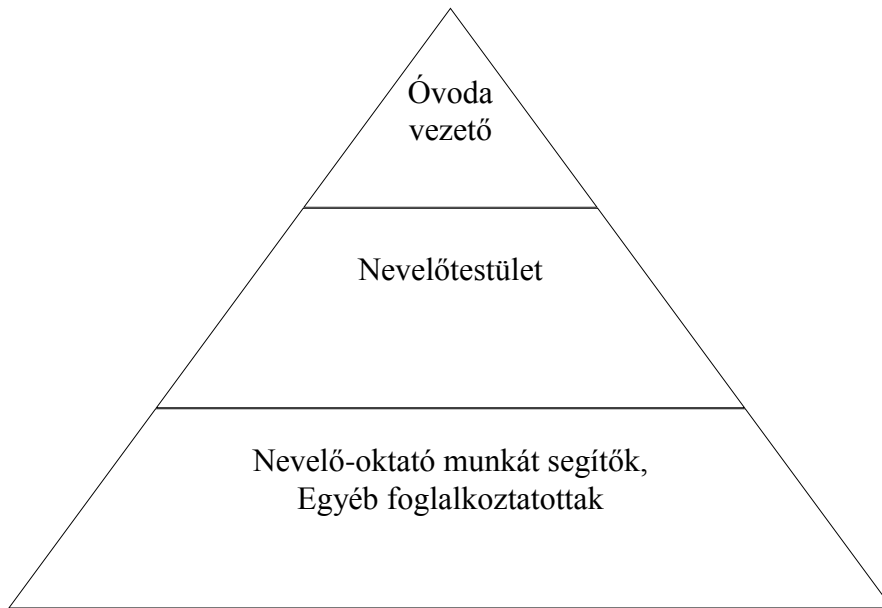 Óvoda
vezető
Nevelőtestület
Nevelő-oktató munkát segítők,
Egyéb foglalkoztatottak